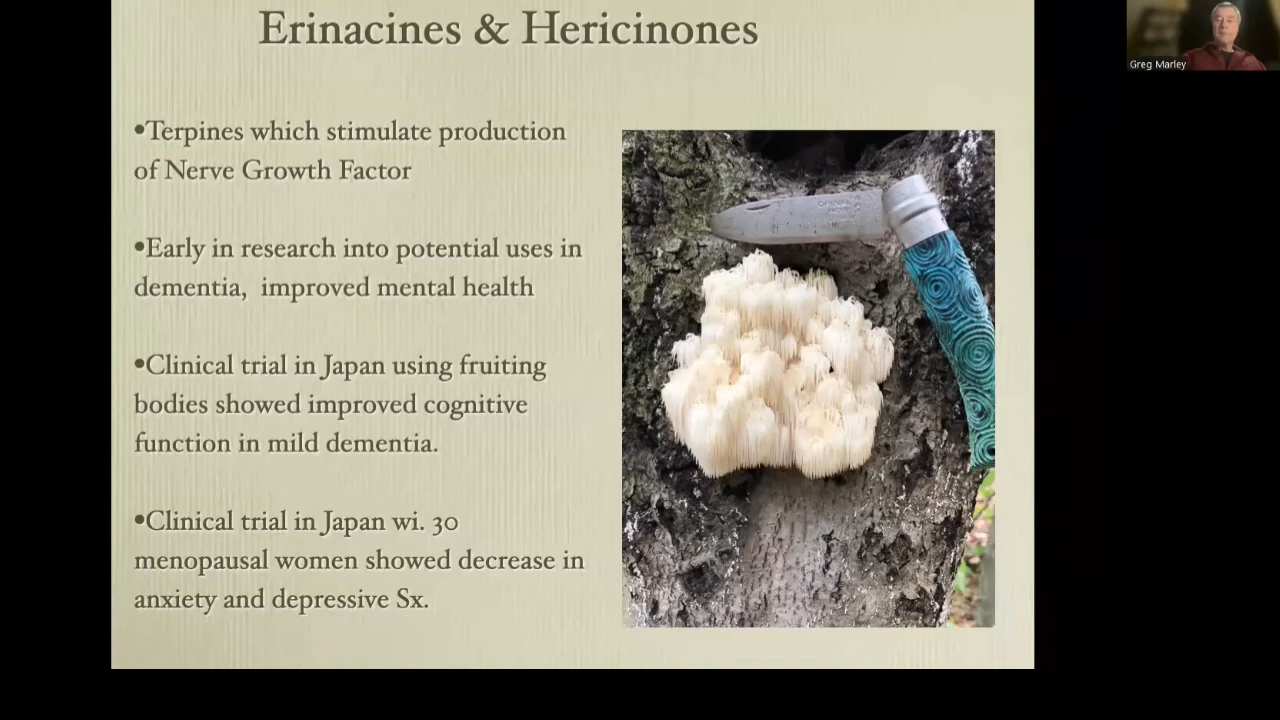 Erinacines & Hericinones
Greg Marley
•Terpines which stimulate production
of Nerve Growth Factor
•Early in research into potential uses in
dementia, improved mental health
•Clinical trial in Japan using fruiting
bodies showed improved cognitive
function in mild dementia.
•Clinical trial in Japan wi. 30
menopausal women showed decrease in
anxiety and depressive Sx.